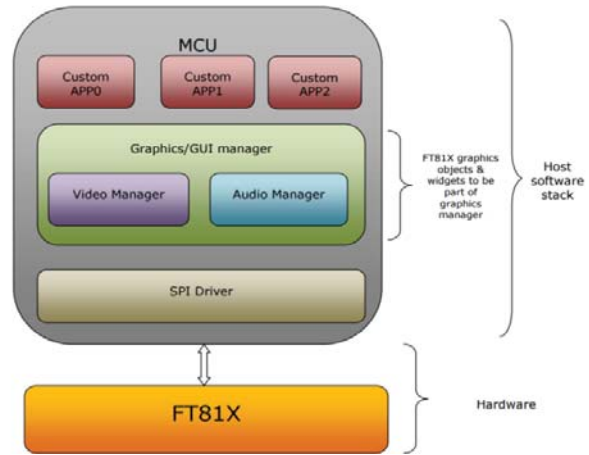 MCU
Custom
APP0
Custom
APP1
Custom
APP2
Graphics/GUI manager
Video Manager
Audio Manager
SPI Driver
FT81X
FT81X graphics
objects &
widgets to be
part of
graphics
manager
Host
software
stack
Hardware